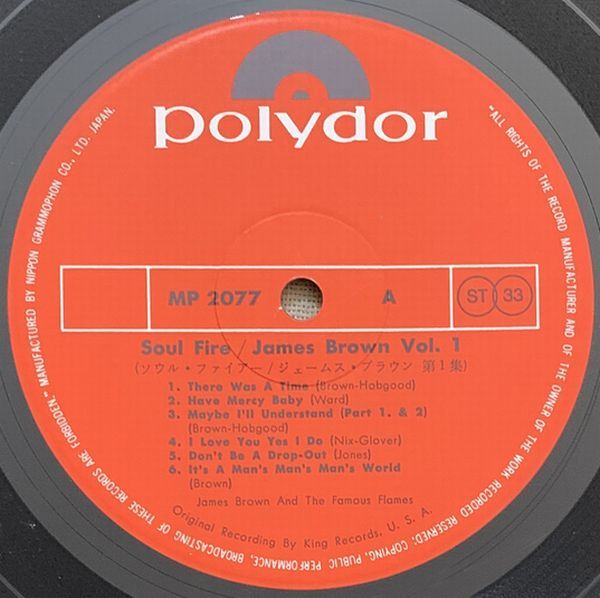 polydor
MP 2077
A
ST 33
Soul Fire / James Brown Vol. 1
(ソウル・ファイアー/ジェームス・ブラウン 第1集)
1. There Was A Time (Brown-Hobgood)
2. Have Mercy Baby (Ward)
3. Maybe I'll Understand (Part 1. & 2)
(Brown-Hobgood)
4. I Love You Yes I Do (Nix-Glover)
5. Don't Be A Drop-Out (Jones)
6. It's A Man's Man's Man's World
(Brown)
James Brown And The Famous Flames
Original Recording By King Records, U. S. A.
"ALL RIGHTS OF THE RECORD MANUFACTURER AND OF THE OWNER OF THE WORK RECORDED RESERVED: COPYING, PUBLIC PERFORMANCE, BROADCASTING OF THESE RECORDS ARE FORBIDDEN" MANUFACTURED BY NIPPON GRAMMOPHON CO., LTD. JAPAN.